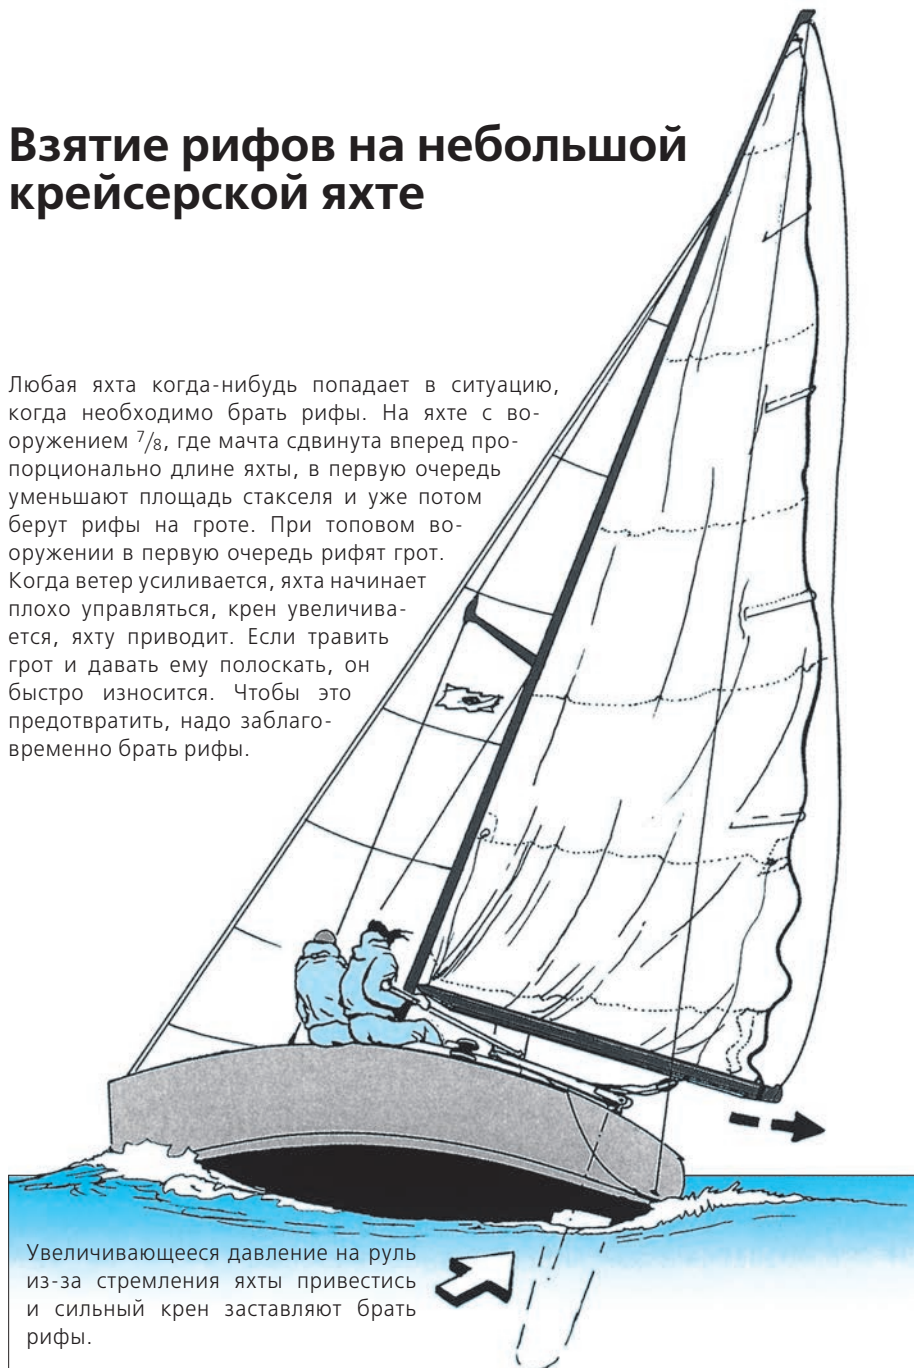 Взятие рифов на небольшой
крейсерской яхте
Любая яхта когда-нибудь попадает в ситуацию,
когда необходимо брать рифы. На яхте с во-
оружением 7/8, где мачта сдвинута вперед про-
порционально длине яхты, в первую очередь
уменьшают площадь стакселя и уже потом
берут рифы на гроте. При топовом во-
оружении в первую очередь рифят грот.
Когда ветер усиливается, яхта начинает
плохо управляться, крен увеличива-
ется, яхту приводит. Если травить
грот и давать ему полоскать, он
быстро износится. Чтобы это
предотвратить, надо заблаго-
временно брать рифы.
Увеличивающееся давление на руль
из-за стремления яхты привестись
и сильный крен заставляют брать
рифы.